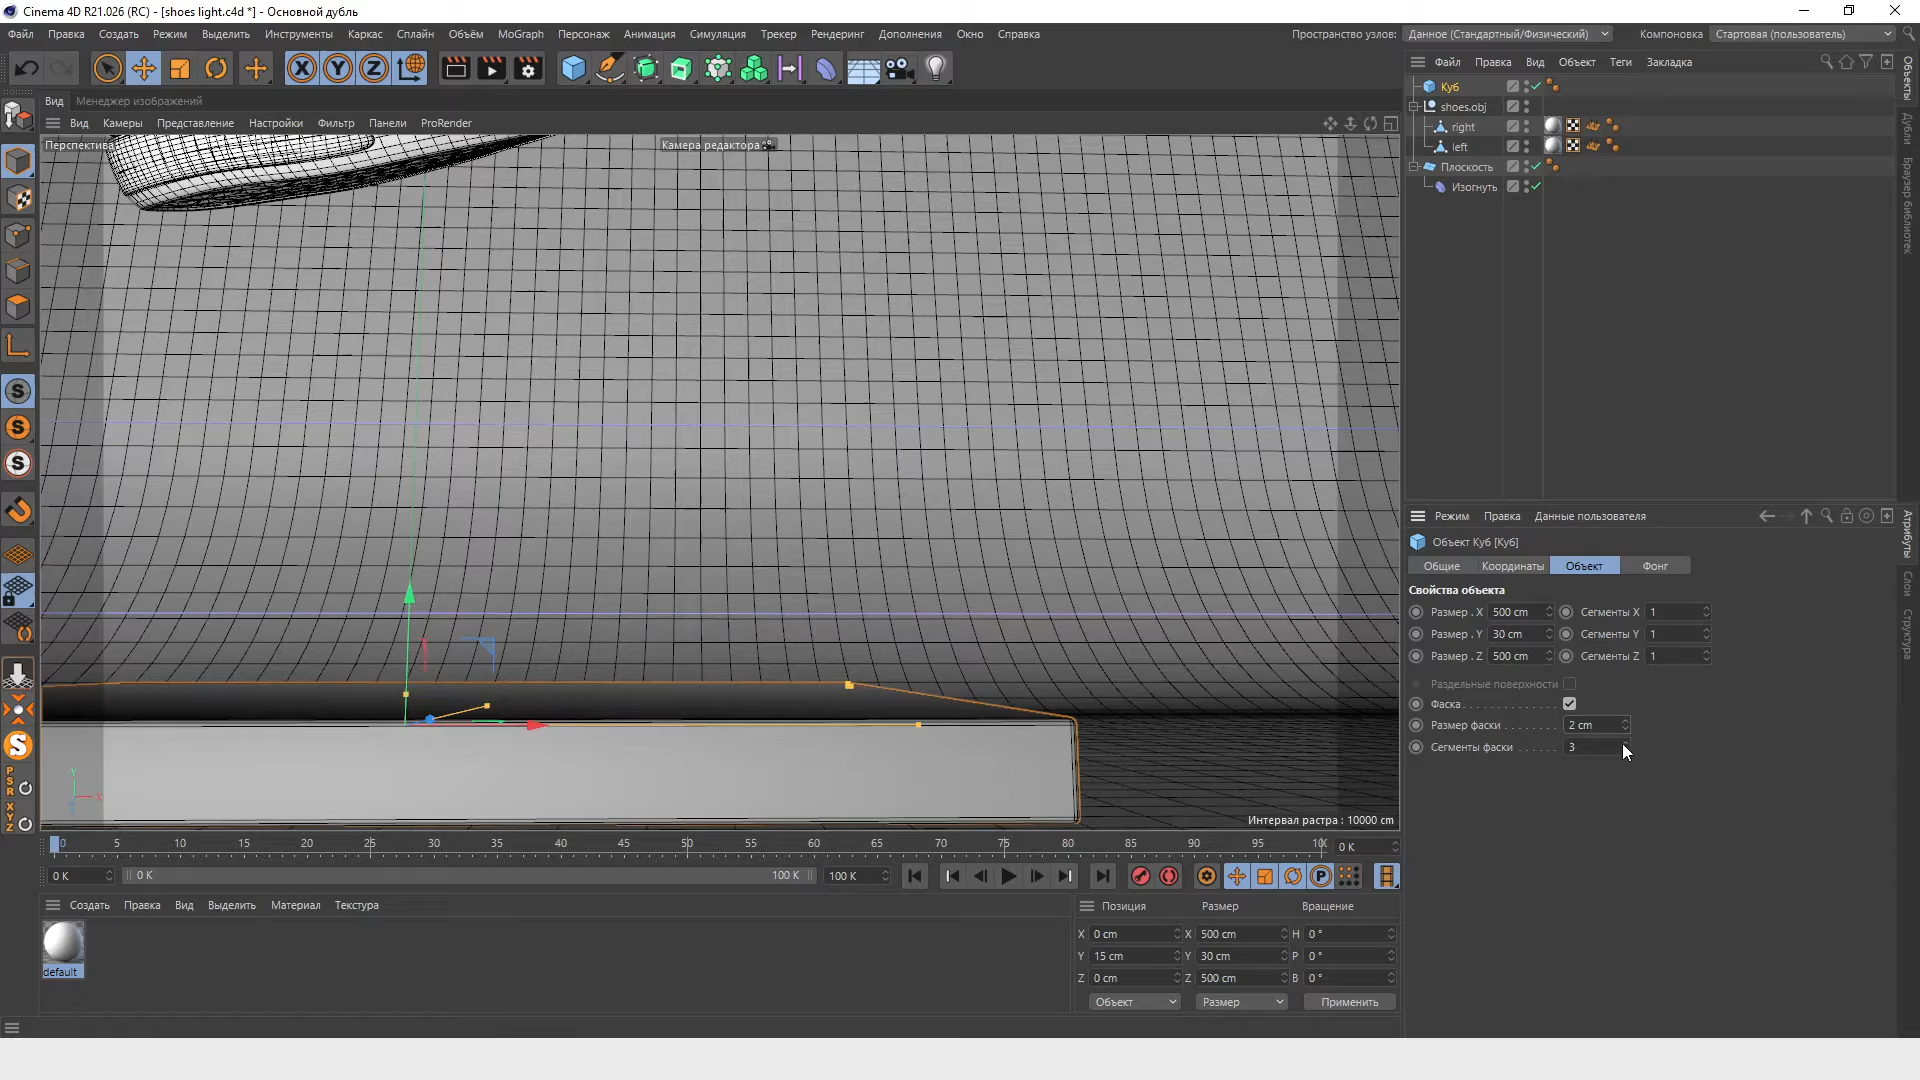 Cinema 4D R21.026 (RC) - [shoes light.c4d *] - Основной дубль
Файл Правка Создать Режим Выделить Инструменты Каркас Сплайн Объём MoGraph Персонаж Анимация Симуляция Трекер Рендеринг Дополнения Окно Справка Пространство узлов: Данное (Стандартный/Физический) Компоновка Стартовая (пользователь)
Вид Менеджер изображений
Вид Камеры Представление Настройки Фильтр Панели ProRender
Перспектива
Камера редактора
Интервал растра : 10000 cm
Файл Правка Вид Объект Теги Закладка
Куб
shoes.obj
right
left
Плоскость
Изогнуть
Объекты
Дубли
Браузер библиотек
Режим Правка Данные пользователя
Объект Куб [Куб]
Общие Координаты Объект Фонг
Свойства объекта
Размер . X 500 cm Сегменты X 1
Размер . Y 30 cm Сегменты Y 1
Размер . Z 500 cm Сегменты Z 1
Раздельные поверхности
Фаска
Размер фаски 2 cm
Сегменты фаски 3
Атрибуты
Слои
Структура
0 5 10 15 20 25 30 35 40 45 50 55 60 65 70 75 80 85 90 95 10 0 K
0 K 0 K 100 K 100 K
Создать Правка Вид Выделить Материал Текстура
default
Позиция Размер Вращение
X 0 cm X 500 cm H 0 °
Y 15 cm Y 30 cm P 0 °
Z 0 cm Z 500 cm B 0 °
Объект Размер Применить
X Y Z
S
S
S
S
P S R
X Y Z
P
Y
X